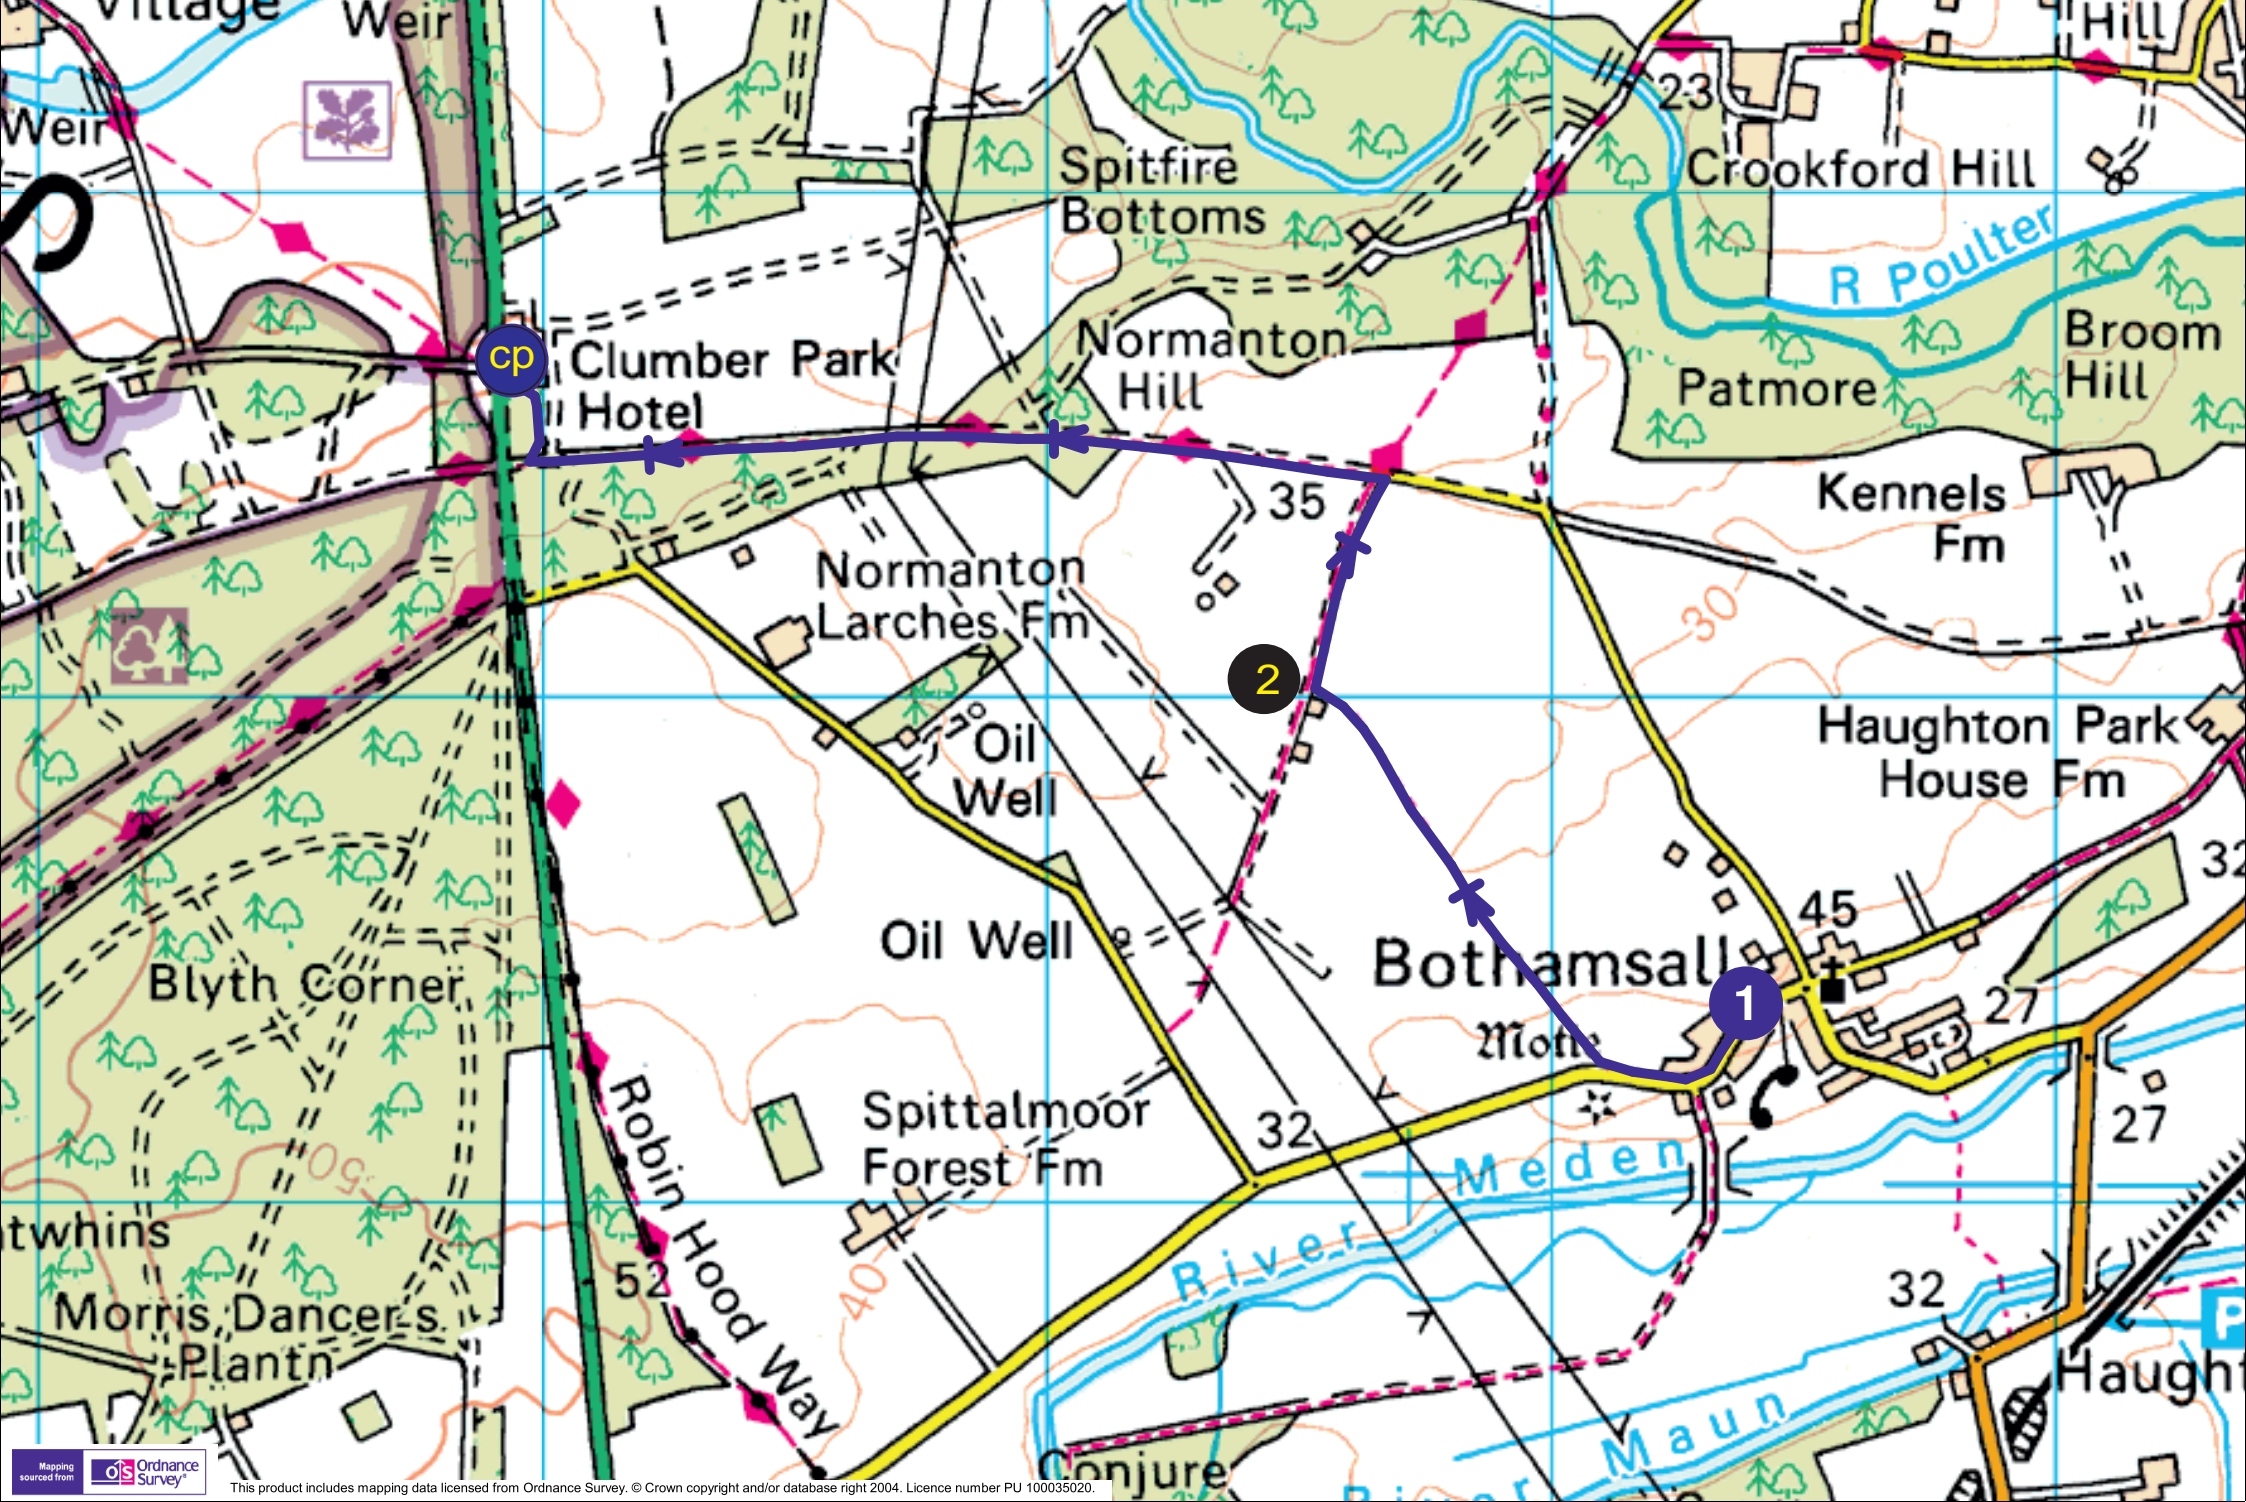 Village
Weir
Hill
Weir
23
Spitfire
Bottoms
Crookford Hill
R Poulter
cp
Clumber Park
Hotel
Normanton
Hill
Broom
Hill
Patmore
35
Kennels
Fm
Normanton
Larches Fm
30
2
Oil
Well
Haughton Park
House Fm
32
45
Oil Well
Bothamsall
Blyth Corner
1
27
Motte
Robin Hood Way
Spittalmoor
Forest Fm
32
27
River Meden
50
twhins
52
40
32
Morris Dancer's
Plantn
P
Haught
River Maun
Conjure
Mapping
sourced from
OS Ordnance
Survey®
This product includes mapping data licensed from Ordnance Survey. © Crown copyright and/or database right 2004. Licence number PU 100035020.